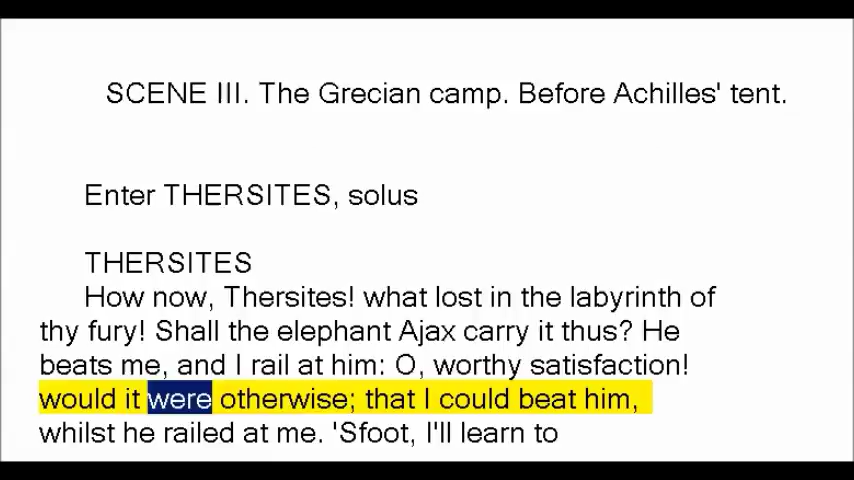 SCENE III. The Grecian camp. Before Achilles' tent.
Enter THERSITES, solus
THERSITES
How now, Thersites! what lost in the labyrinth of
thy fury! Shall the elephant Ajax carry it thus? He
beats me, and I rail at him: O, worthy satisfaction!
would it were otherwise; that I could beat him,
whilst he railed at me. 'Sfoot, I'll learn to